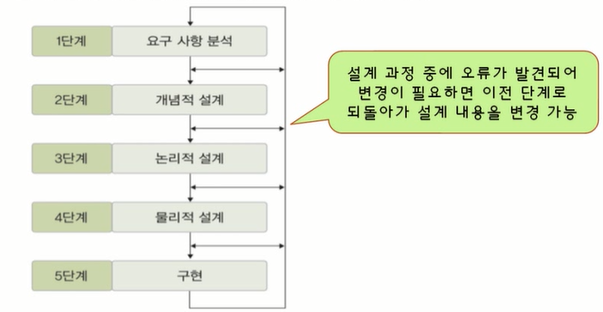 1단계 요구 사항 분석
2단계 개념적 설계
3단계 논리적 설계
4단계 물리적 설계
5단계 구현
설계 과정 중에 오류가 발견되어
변경이 필요하면 이전 단계로
되돌아가 설계 내용을 변경 가능